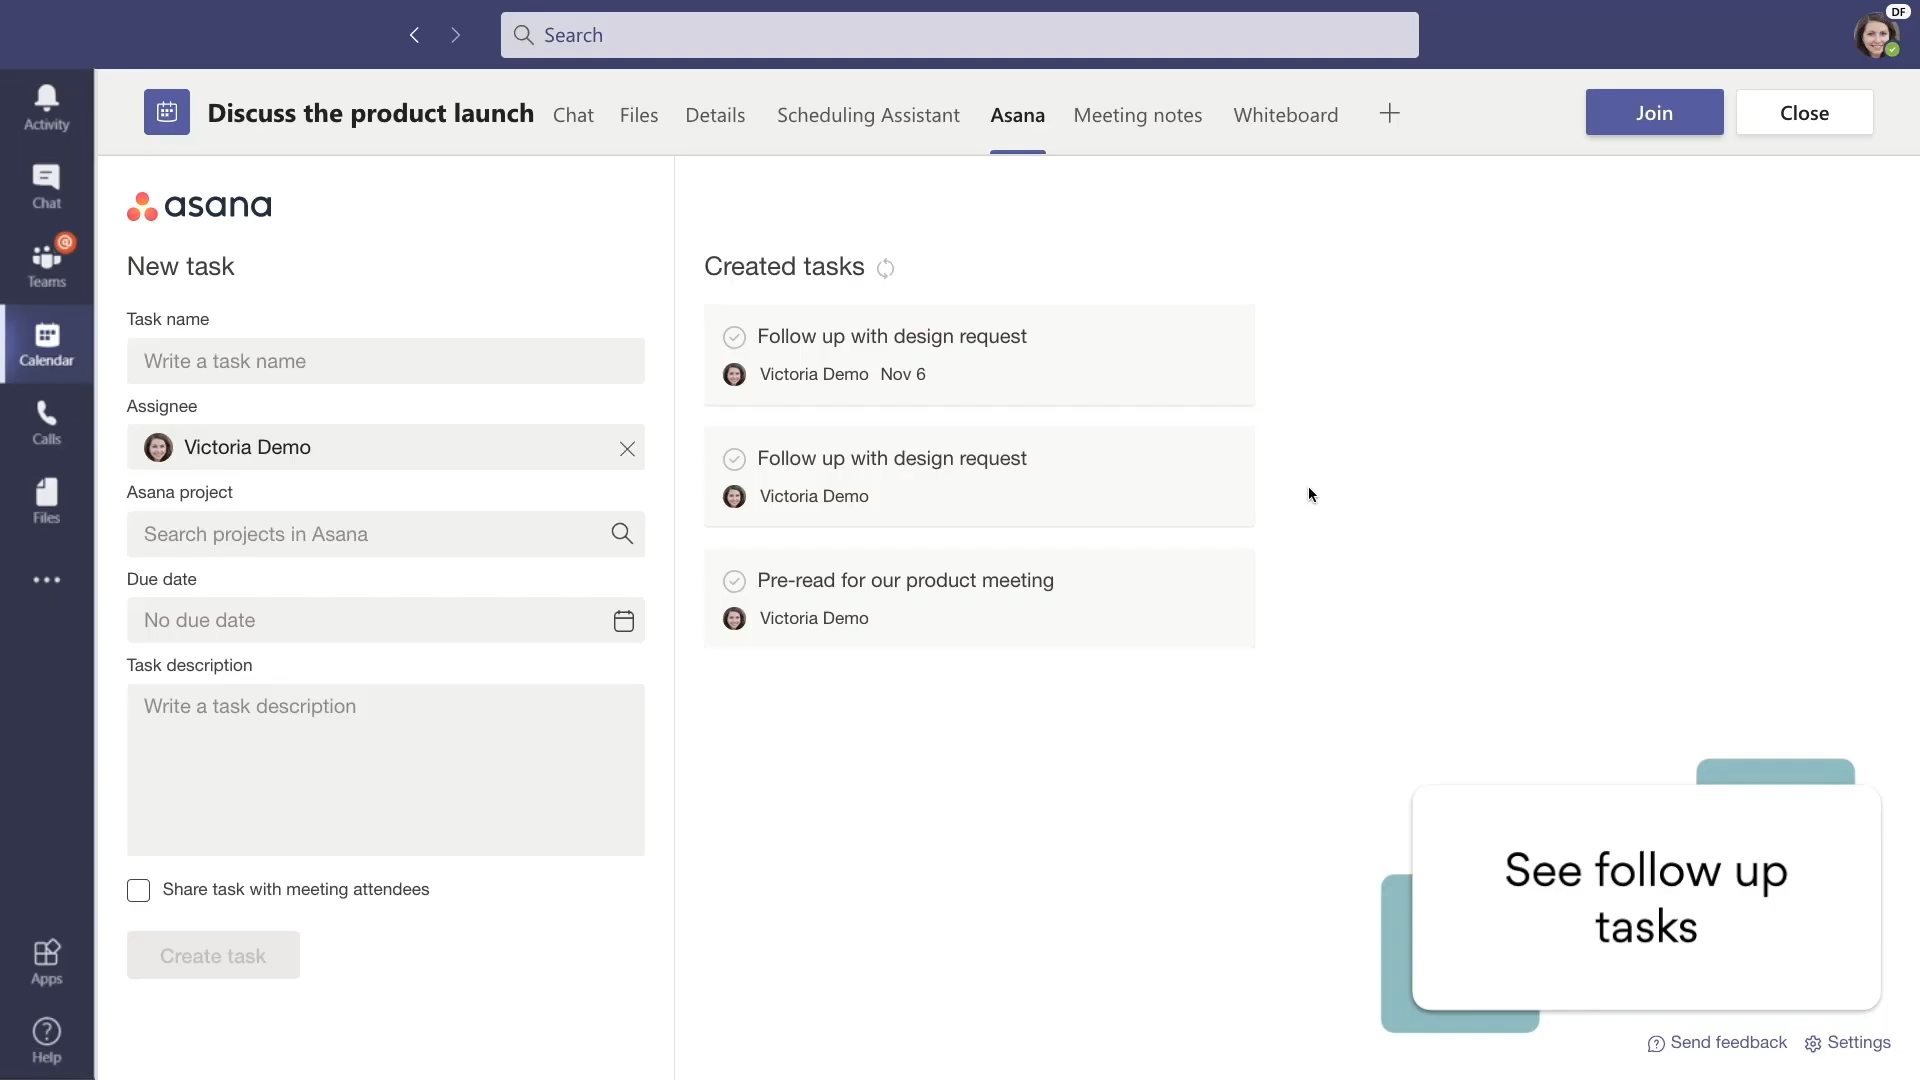 Search
DF
Activity
Chat
Teams
Calendar
Calls
Files
Apps
Help
Discuss the product launch
Chat
Files
Details
Scheduling Assistant
Asana
Meeting notes
Whiteboard
Join
Close
asana
New task
Task name
Write a task name
Assignee
Victoria Demo
Asana project
Search projects in Asana
Due date
No due date
Task description
Write a task description
Share task with meeting attendees
Create task
Created tasks
Follow up with design request
Victoria Demo Nov 6
Follow up with design request
Victoria Demo
Pre-read for our product meeting
Victoria Demo
See follow up
tasks
Send feedback
Settings